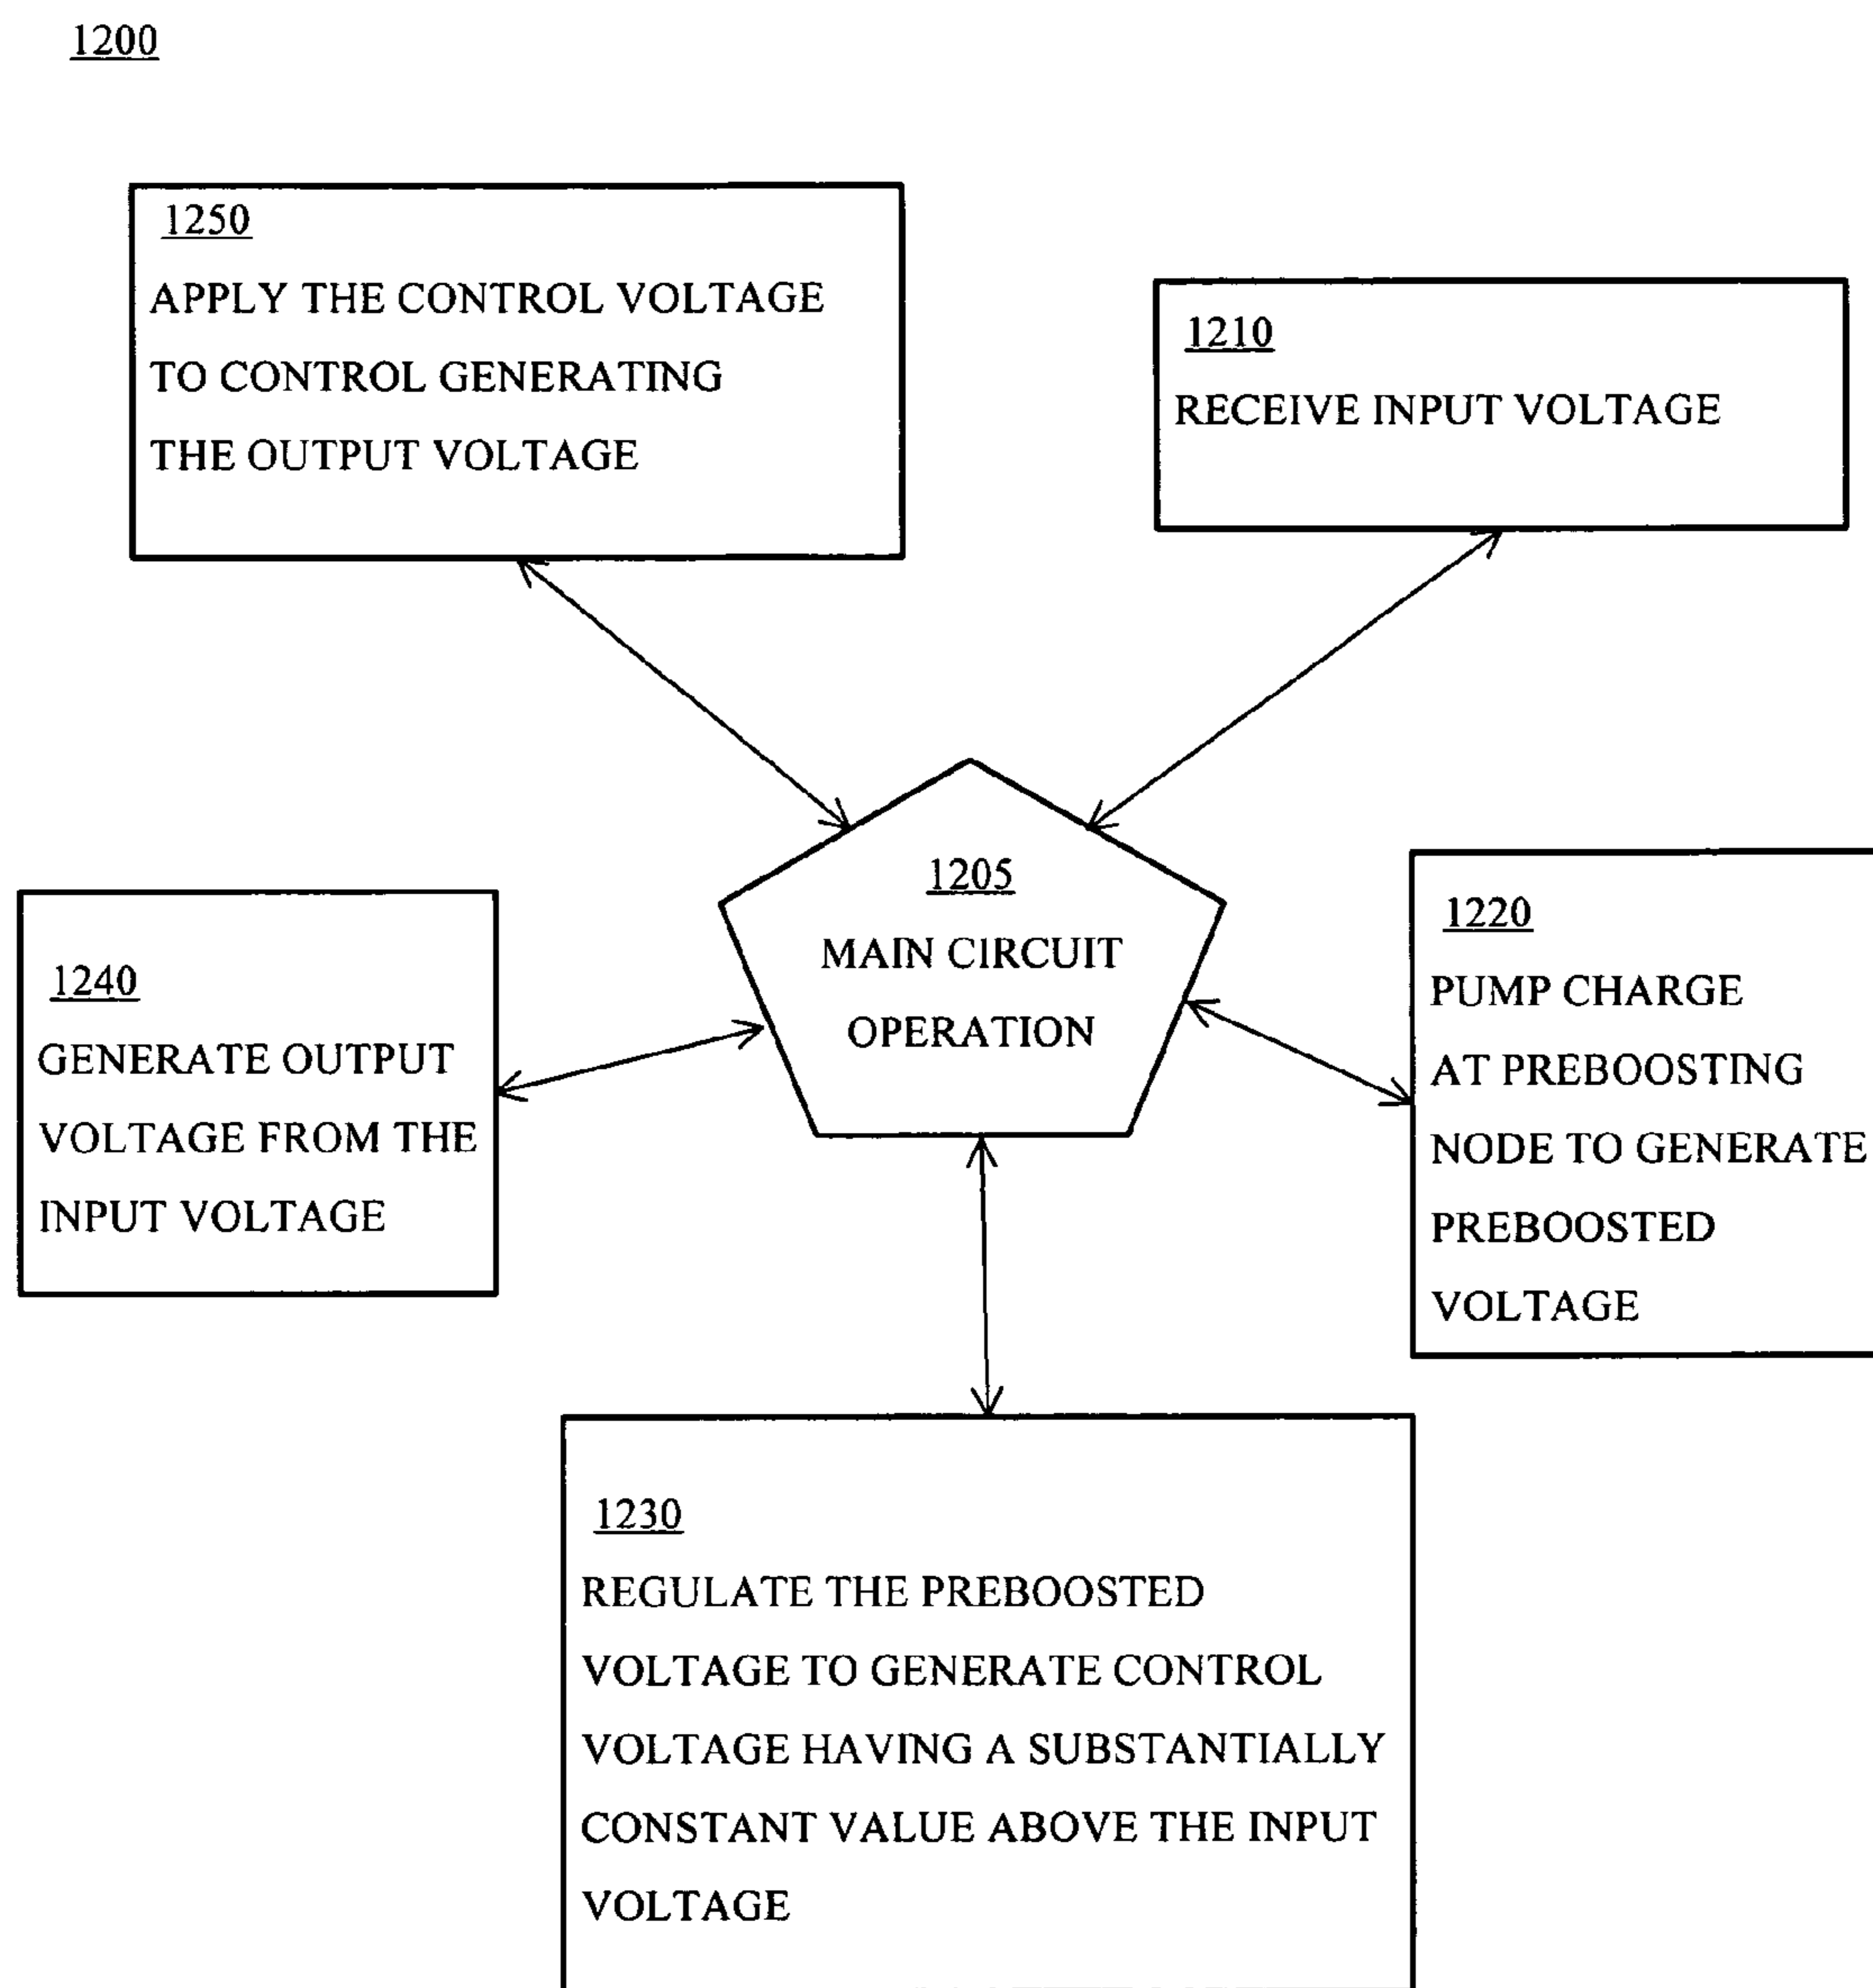 1200
1250
APPLY THE CONTROL VOLTAGE
TO CONTROL GENERATING
THE OUTPUT VOLTAGE
1210
RECEIVE INPUT VOLTAGE
1205
MAIN CIRCUIT
OPERATION
1220
PUMP CHARGE
AT PREBOOSTING
NODE TO GENERATE
PREBOOSTED
VOLTAGE
1240
GENERATE OUTPUT
VOLTAGE FROM THE
INPUT VOLTAGE
1230
REGULATE THE PREBOOSTED
VOLTAGE TO GENERATE CONTROL
VOLTAGE HAVING A SUBSTANTIALLY
CONSTANT VALUE ABOVE THE INPUT
VOLTAGE